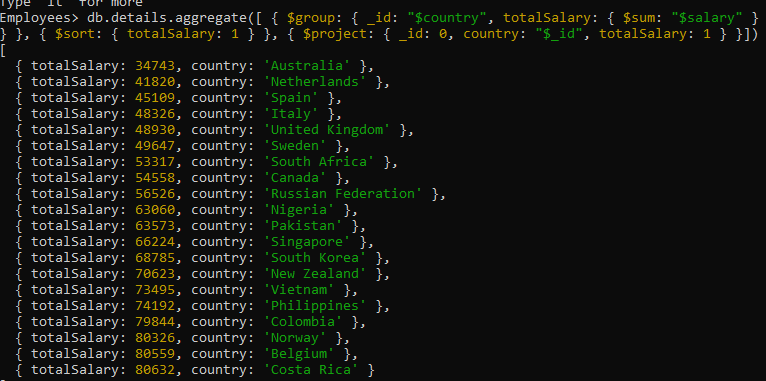 Type "it" for more
Employees> db.details.aggregate([ { $group: { _id: "$country", totalSalary: { $sum: "$salary" }
} }, { $sort: { totalSalary: 1 } }, { $project: { _id: 0, country: "$_id", totalSalary: 1 } }])
[
{ totalSalary: 34743, country: 'Australia' },
{ totalSalary: 41820, country: 'Netherlands' },
{ totalSalary: 45109, country: 'Spain' },
{ totalSalary: 48326, country: 'Italy' },
{ totalSalary: 48930, country: 'United Kingdom' },
{ totalSalary: 49647, country: 'Sweden' },
{ totalSalary: 53317, country: 'South Africa' },
{ totalSalary: 54558, country: 'Canada' },
{ totalSalary: 56526, country: 'Russian Federation' },
{ totalSalary: 63060, country: 'Nigeria' },
{ totalSalary: 63573, country: 'Pakistan' },
{ totalSalary: 66224, country: 'Singapore' },
{ totalSalary: 68785, country: 'South Korea' },
{ totalSalary: 70623, country: 'New Zealand' },
{ totalSalary: 73495, country: 'Vietnam' },
{ totalSalary: 74192, country: 'Philippines' },
{ totalSalary: 79844, country: 'Colombia' },
{ totalSalary: 80326, country: 'Norway' },
{ totalSalary: 80559, country: 'Belgium' },
{ totalSalary: 80632, country: 'Costa Rica' }